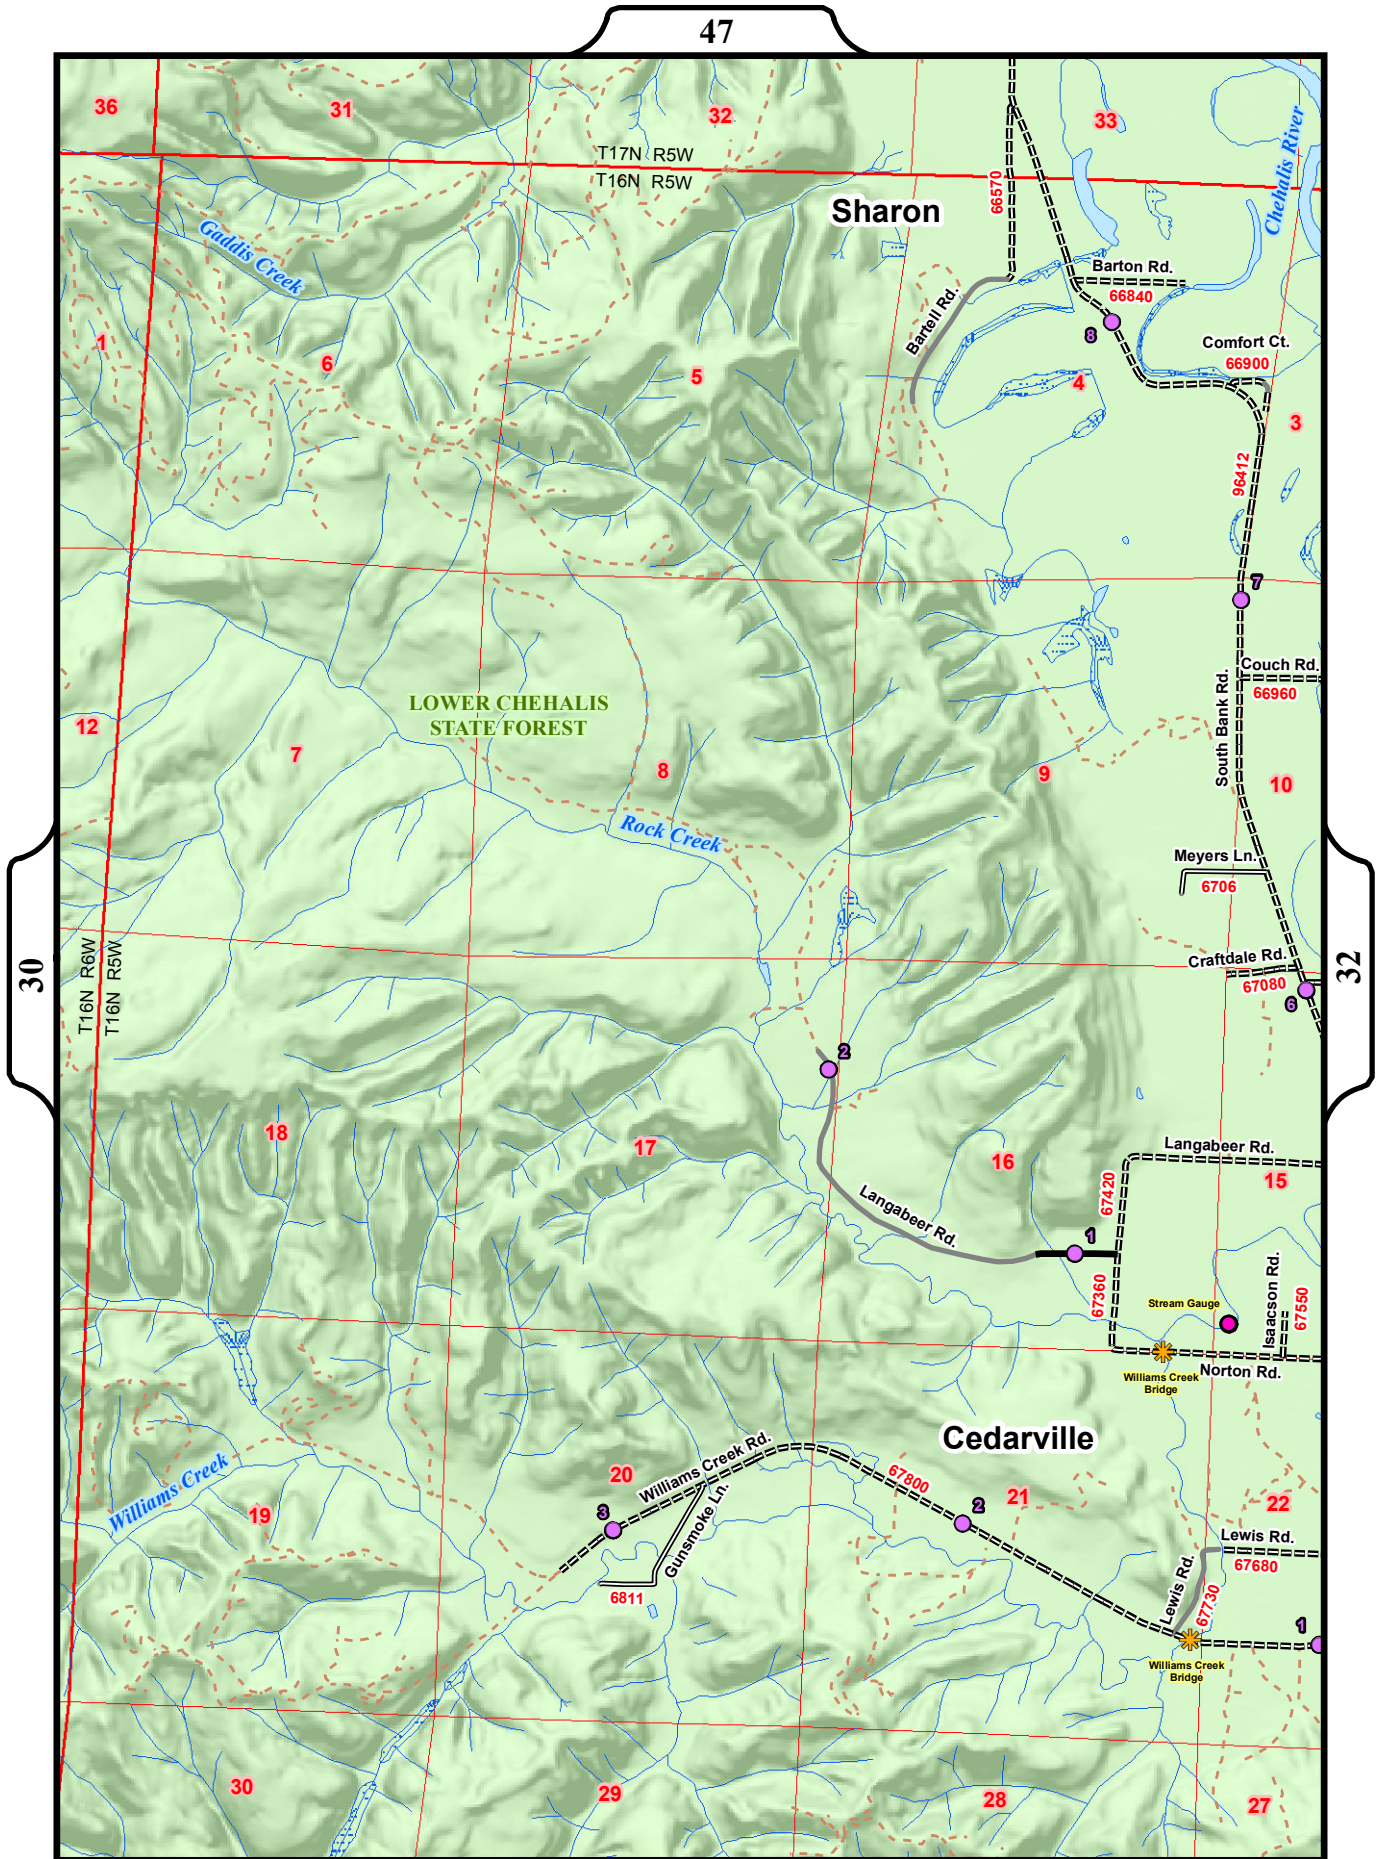 47
36
31
32
33
T17N R5W
T16N R5W
66570
Chehalis River
Sharon
Gaddis Creek
Barton Rd.
66840
Bartell Rd.
8
Comfort Ct.
66900
1
6
5
4
3
96412
7
Couch Rd.
66960
LOWER CHEHALIS
STATE FOREST
South Bank Rd.
12
7
8
9
10
Rock Creek
Meyers Ln.
6706
30
T16N R6W
T16N R5W
Craftdale Rd.
67080
6
32
2
18
17
16
Langabeer Rd.
15
67420
Langabeer Rd.
1
67360
Stream Gauge
Isaacson Rd.
67550
Norton Rd.
Williams Creek
Bridge
Cedarville
Williams Creek
19
20
Williams Creek Rd.
3
Gunsmoke Ln.
6811
67800
2
21
22
Lewis Rd.
67680
Lewis Rd.
67730
1
Williams Creek
Bridge
30
29
28
27